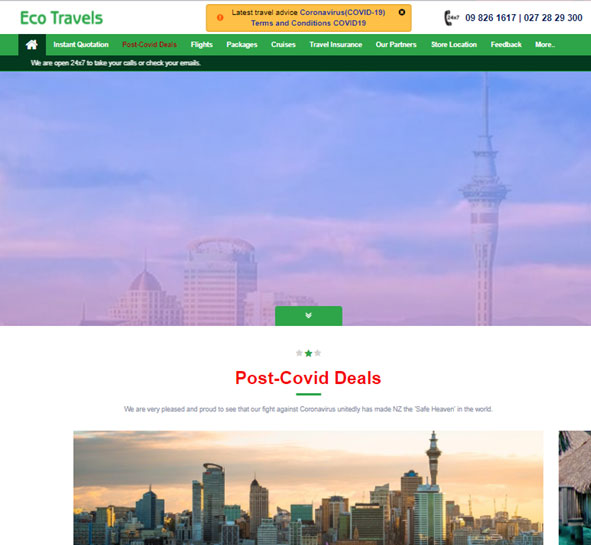 Eco Travels
Latest travel advice Coronavirus(COVID-19)
Terms and Conditions COVID19
24x7 09 826 1617 | 027 28 29 300
Instant Quotation Post-Covid Deals Flights Packages Cruises Travel Insurance Our Partners Store Location Feedback More..
We are open 24x7 to take your calls or check your emails.
Post-Covid Deals
We are very pleased and proud to see that our fight against Coronavirus unitedly has made NZ the 'Safe Heaven' in the world.